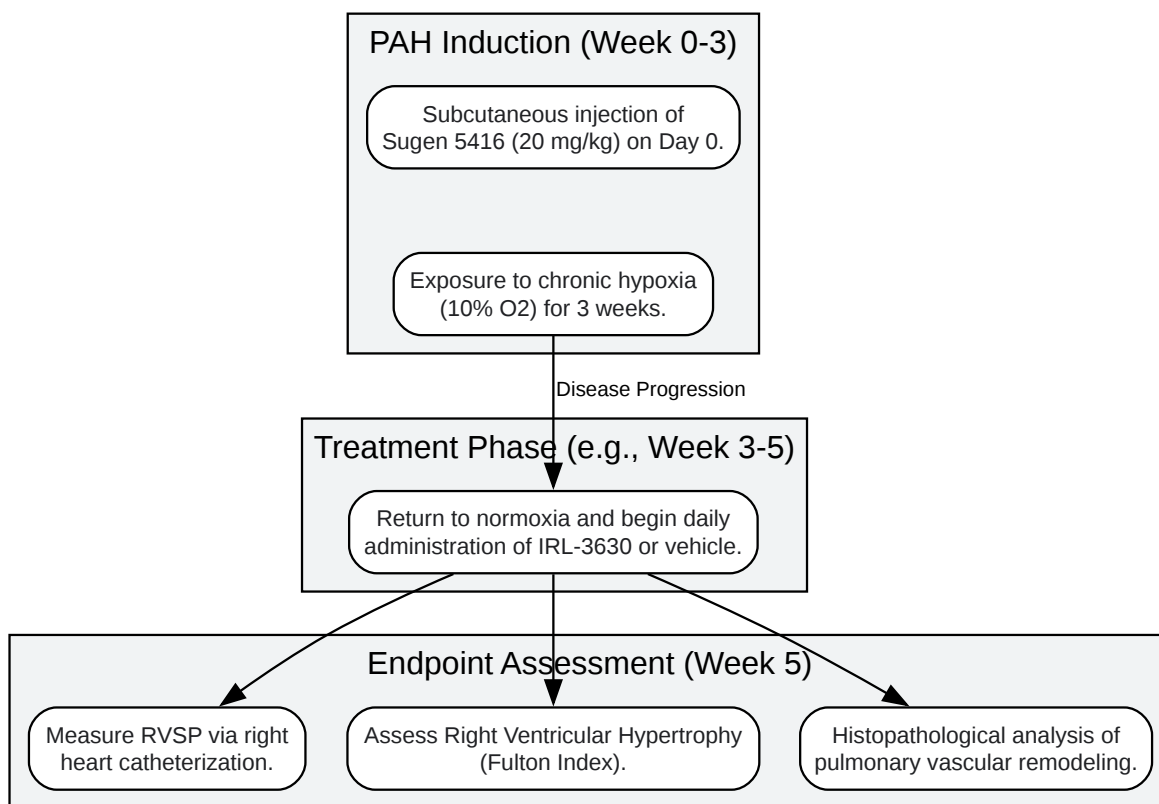 PAH Induction (Week 0-3)
Subcutaneous injection of
Sugen 5416 (20 mg/kg) on Day 0.
Exposure to chronic hypoxia
(10% O2) for 3 weeks.
Disease Progression
Treatment Phase (e.g., Week 3-5)
Return to normoxia and begin daily
administration of IRL-3630 or vehicle.
Endpoint Assessment (Week 5)
Measure RVSP via right
heart catheterization.
Assess Right Ventricular Hypertrophy
(Fulton Index).
Histopathological analysis of
pulmonary vascular remodeling.